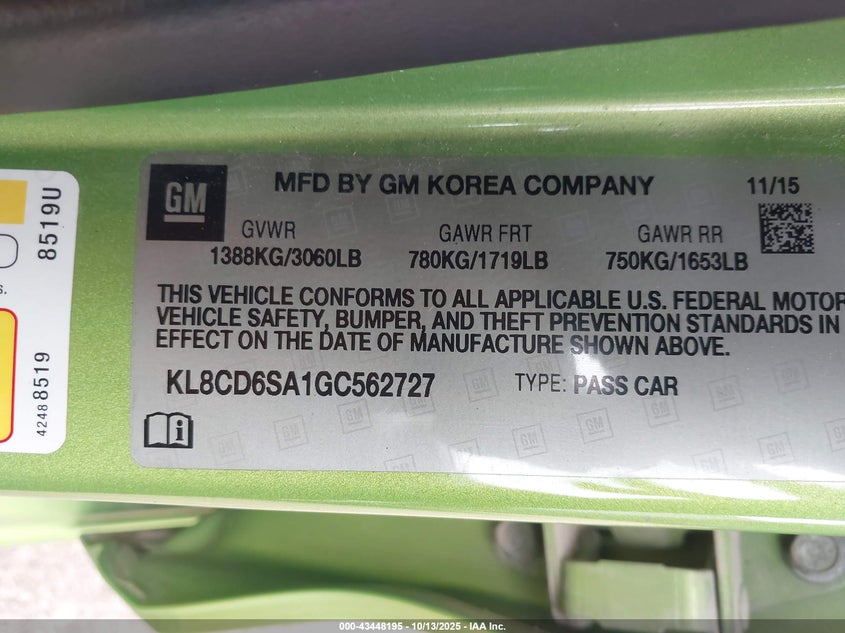 GM
MFD BY GM KOREA COMPANY
11/15
GVWR
GAWR FRT
GAWR RR
1388KG/3060LB
780KG/1719LB
750KG/1653LB
THIS VEHICLE CONFORMS TO ALL APPLICABLE U.S. FEDERAL MOTOR
VEHICLE SAFETY, BUMPER, AND THEFT PREVENTION STANDARDS IN
EFFECT ON THE DATE OF MANUFACTURE SHOWN ABOVE.
KL8CD6SA1GC562727
TYPE: PASS CAR
8519U
s.
42488519
000-43448195 - 10/13/2025 - IAA Inc.